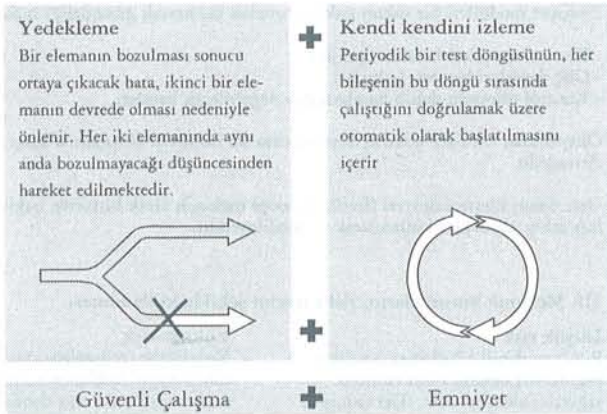 Yedekleme
Bir elemanın bozulması sonucu
ortaya çıkacak hata, ikinci bir ele-
manın devrede olması nedeniyle
önlenir. Her iki elemanında aynı
anda bozulmayacağı düşüncesinden
hareket edilmektedir.
Kendi kendini izleme
Periyodik bir test döngüsünün, her
bileşenin bu döngü sırasında
çalıştığını doğrulamak üzere
otomatik olarak başlatılmasını
içerir
Güvenli Çalışma + Emniyet